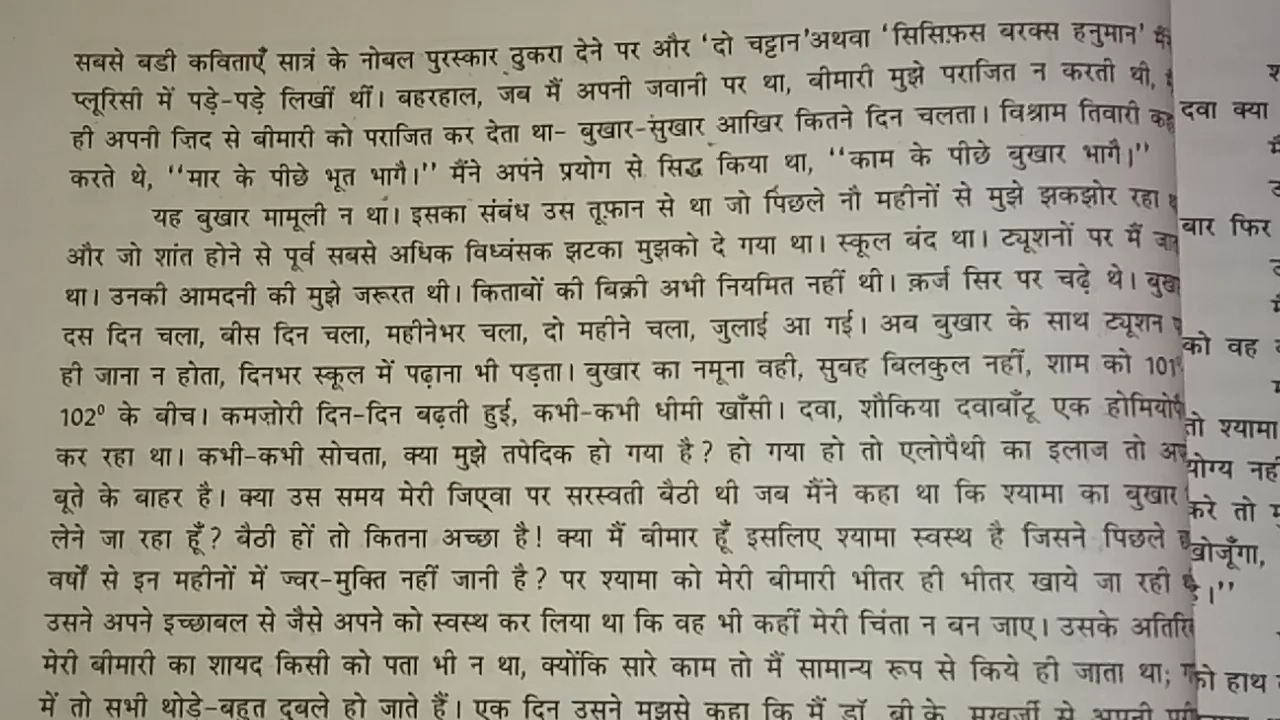 सबसे बडी कविताएँ सात्रं के नोबल पुरस्कार ठुकरा देने पर और ‘दो चट्टान’अथवा ‘सिसिफ़स बरक्स हनुमान’
प्लूरिसी में पड़े-पड़े लिखीं थीं। बहरहाल, जब मैं अपनी जवानी पर था, बीमारी मुझे पराजित न करती थी,
ही अपनी ज़िद से बीमारी को पराजित कर देता था- बुखार-सुखार आखिर कितने दिन चलता। विश्राम तिवारी
करते थे, ‘‘मार के पीछे भूत भागै।’’ मैंने अपने प्रयोग से सिद्ध किया था, ‘‘काम के पीछे बुखार भागै।’’
यह बुखार मामूली न था। इसका संबंध उस तूफ़ान से था जो पिछले नौ महीनों से मुझे झकझोर रहा
और जो शांत होने से पूर्व सबसे अधिक विध्वंसक झटका मुझको दे गया था। स्कूल बंद था। ट्यूशनों पर मैं
था। उनकी आमदनी की मुझे जरूरत थी। किताबों की बिक्री अभी नियमित नहीं थी। क़र्ज सिर पर चढ़े थे।
दस दिन चला, बीस दिन चला, महीनेभर चला, दो महीने चला, जुलाई आ गई। अब बुखार के साथ ट्यूशन
ही जाना न होता, दिनभर स्कूल में पढ़ाना भी पड़ता। बुखार का नमूना वही, सुबह बिलकुल नहीं, शाम को 101⁰
102⁰ के बीच। कमज़ोरी दिन-दिन बढ़ती हुई, कभी-कभी धीमी खाँसी। दवा, शौकिया दवाबाँटू एक
कर रहा था। कभी-कभी सोचता, क्या मुझे तपेदिक हो गया है? हो गया हो तो एलोपैथी का इलाज तो
बूते के बाहर है। क्या उस समय मेरी जिएवा पर सरस्वती बैठी थी जब मैंने कहा था कि श्यामा का बुखार
लेने जा रहा हूँ? बैठी हों तो कितना अच्छा है! क्या मैं बीमार हूँ इसलिए श्यामा स्वस्थ है जिसने पिछले
वर्षों से इन महीनों में ज्वर-मुक्ति नहीं जानी है? पर श्यामा को मेरी बीमारी भीतर ही भीतर खाये जा रही
उसने अपने इच्छाबल से जैसे अपने को स्वस्थ कर लिया था कि वह भी कहीं मेरी चिंता न बन जाए। उसके
मेरी बीमारी का शायद किसी को पता भी न था, क्योंकि सारे काम तो मैं सामान्य रूप से किये ही जाता था;
में तो सभी थोड़े-बहुत दुबले हो जाते हैं। एक दिन उसने मुझसे कहा कि मैं डॉ. बी.के. मुखर्जी से अपनी
दवा क्या
बार फिर
को वह
तो श्यामा
योग्य
करे तो
खोजूँगा,
है।’’
को हाथ